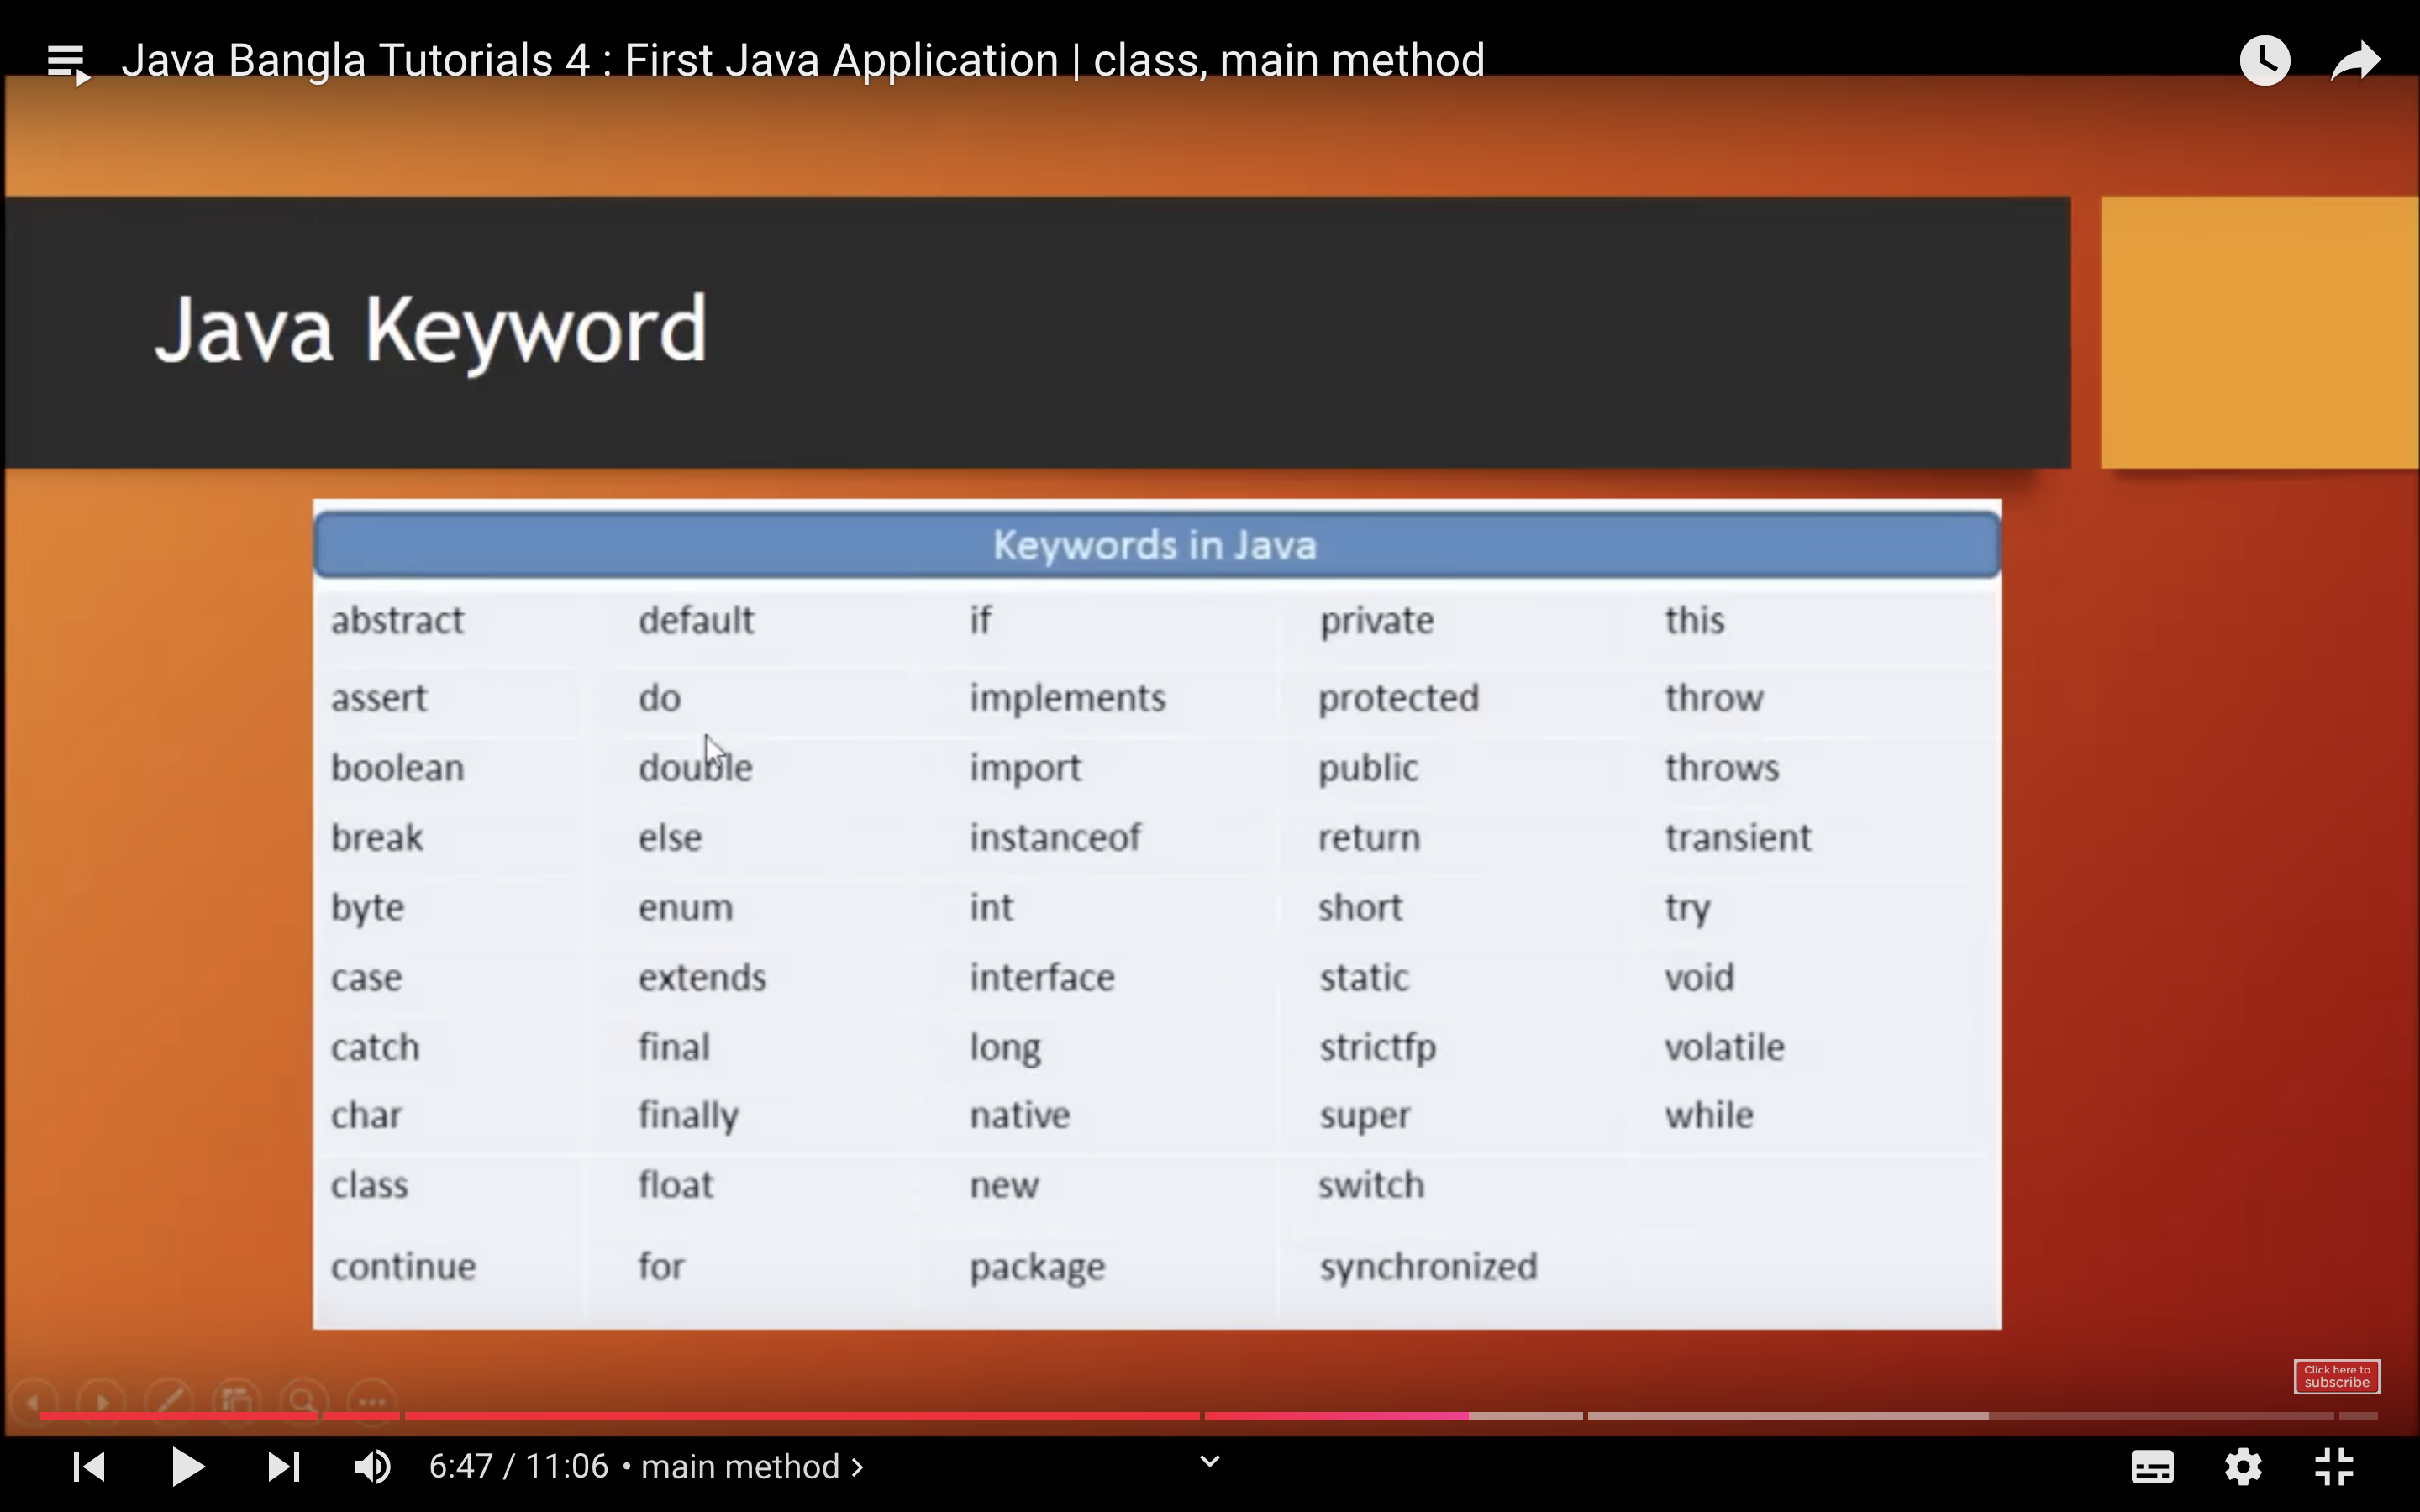 Java Bangla Tutorials 4 : First Java Application | class, main method
Java Keyword
Keywords in Java
abstract default if private this
assert do implements protected throw
boolean double import public throws
break else instanceof return transient
byte enum int short try
case extends interface static void
catch final long strictfp volatile
char finally native super while
class float new switch
continue for package synchronized
Click here to
subscribe
6:47 / 11:06 • main method >